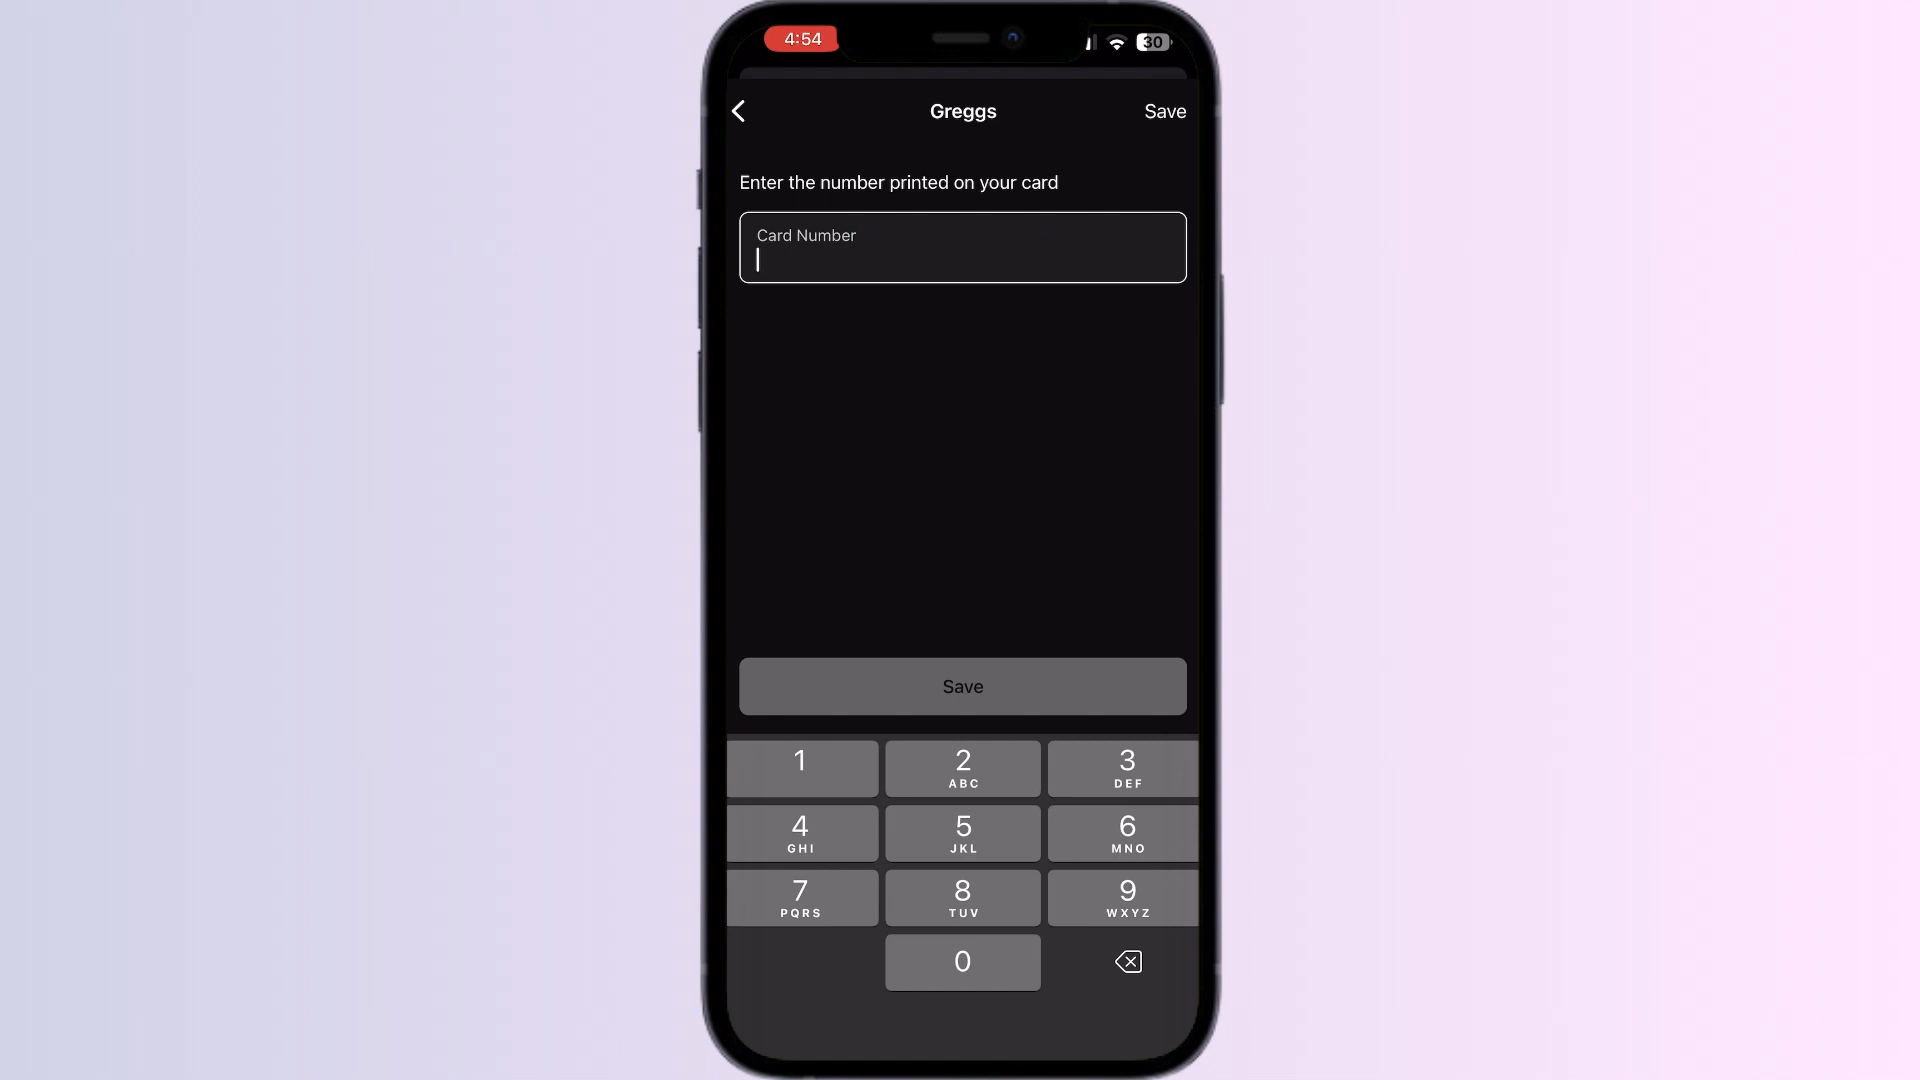 4:54
30
Greggs
Save
Enter the number printed on your card
Card Number
Save
1
2
ABC
3
DEF
4
GHI
5
JKL
6
MNO
7
PQRS
8
TUV
9
WXYZ
0